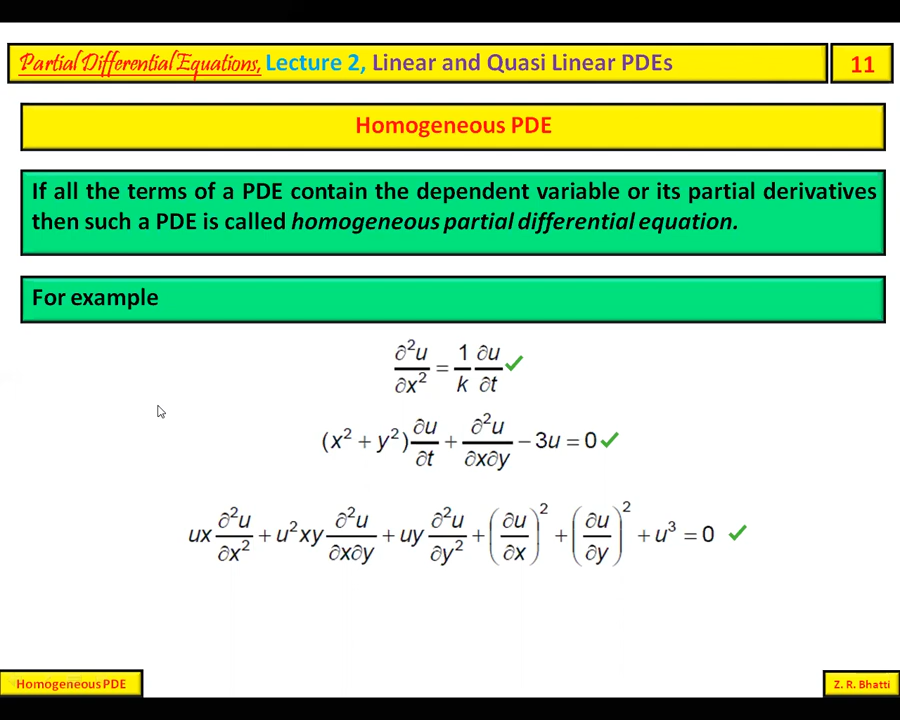 Partial Differential Equations, Lecture 2, Linear and Quasi Linear PDEs
11
Homogeneous PDE
If all the terms of a PDE contain the dependent variable or its partial derivatives
then such a PDE is called homogeneous partial differential equation.
For example
∂²u/∂x² = 1/k ∂u/∂t ✓
(x² + y²) ∂u/∂t + ∂²u/∂x∂y − 3u = 0 ✓
ux ∂²u/∂x² + u²xy ∂²u/∂x∂y + uy ∂²u/∂y² + (∂u/∂x)² + (∂u/∂y)² + u³ = 0 ✓
Homogeneous PDE
Z. R. Bhatti